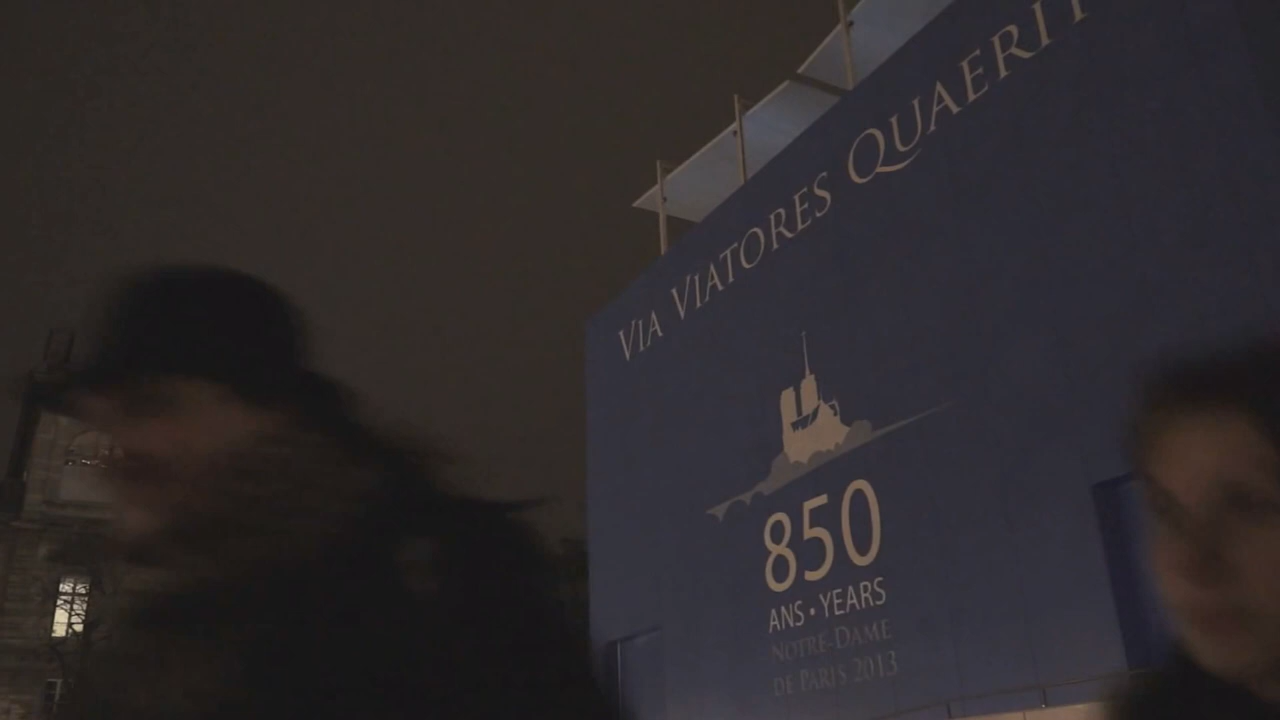 VIA VIATORES QUAERIT
850
ANS • YEARS
NOTRE-DAME
DE PARIS 2013